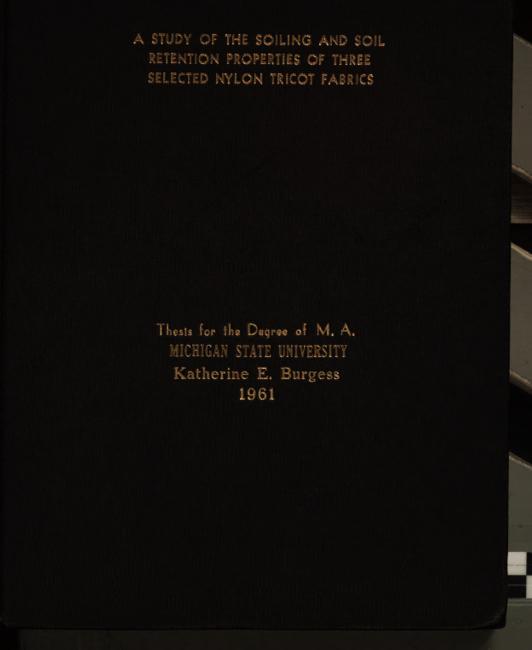 A STUDY OF THE SOILING AND SOIL
RETENTION PROPERTIES OF THREE
SELECTED NYLON TRICOT FABRICS
Thesis for the Degree of M. A.
MICHIGAN STATE UNIVERSITY
Katherine E. Burgess
1961